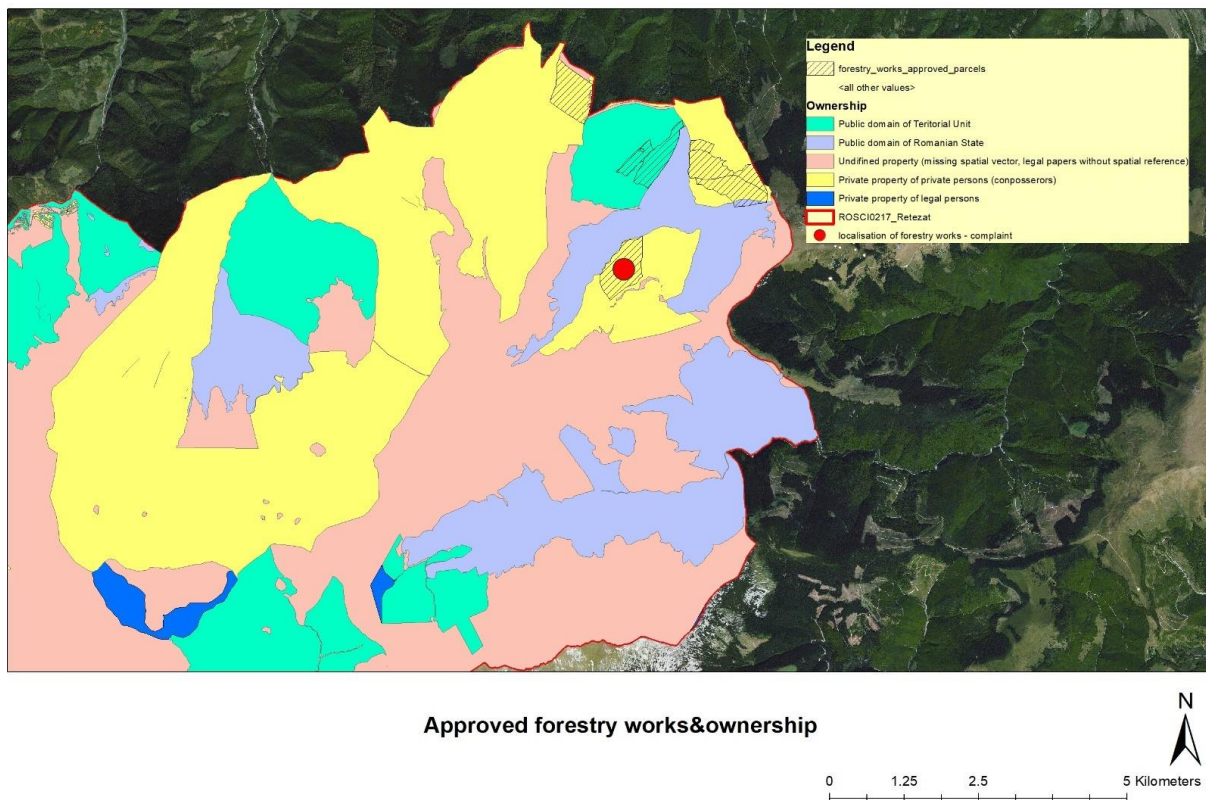 Legend
forestry_works_approved_parcels
<all other values>
Ownership
Public domain of Teritorial Unit
Public domain of Romanian State
Undifined property (missing spatial vector, legal papers without spatial reference)
Private property of private persons (conposserors)
Private property of legal persons
ROSCI0217_Retezat
localisation of forestry works - complaint
Approved forestry works&ownership
N
0 1.25 2.5 5 Kilometers